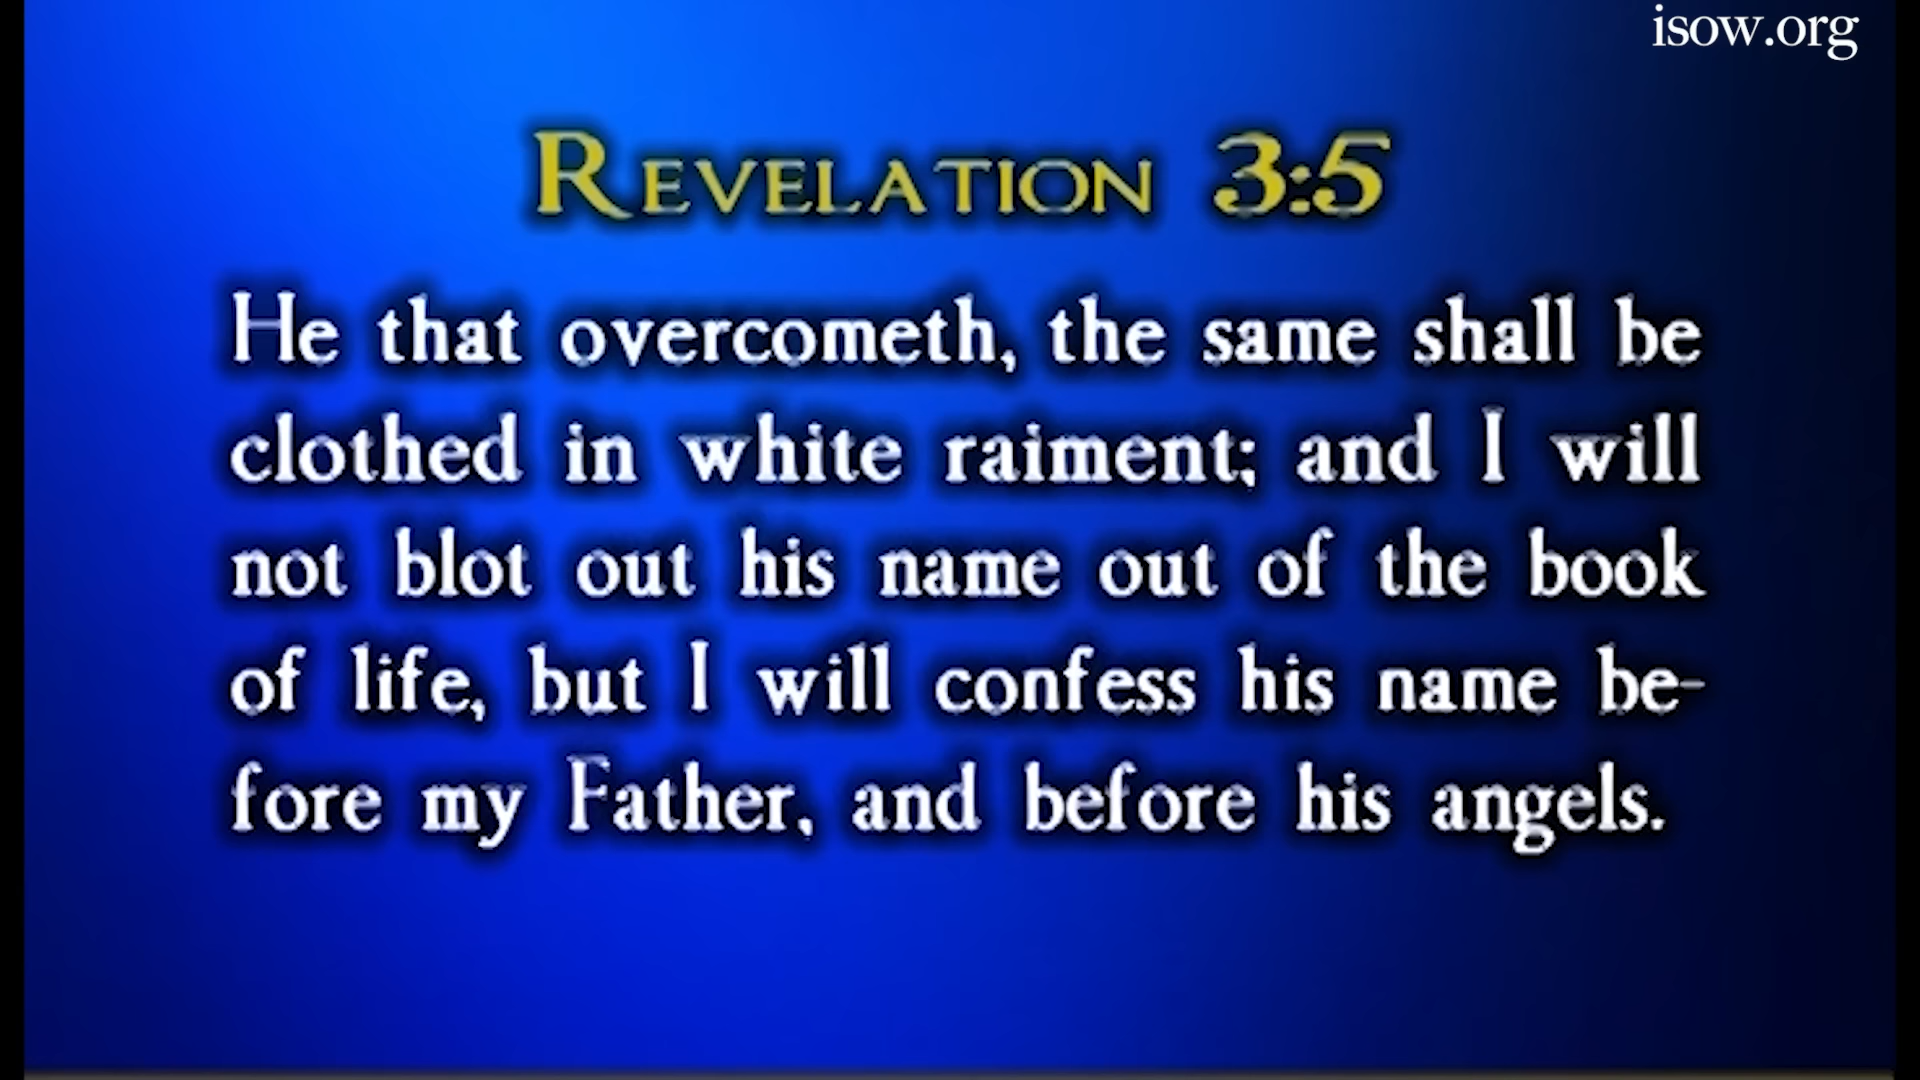 isow.org
Revelation 3:5
He that overcometh, the same shall be
clothed in white raiment; and I will
not blot out his name out of the book
of life, but I will confess his name be-
fore my Father, and before his angels.